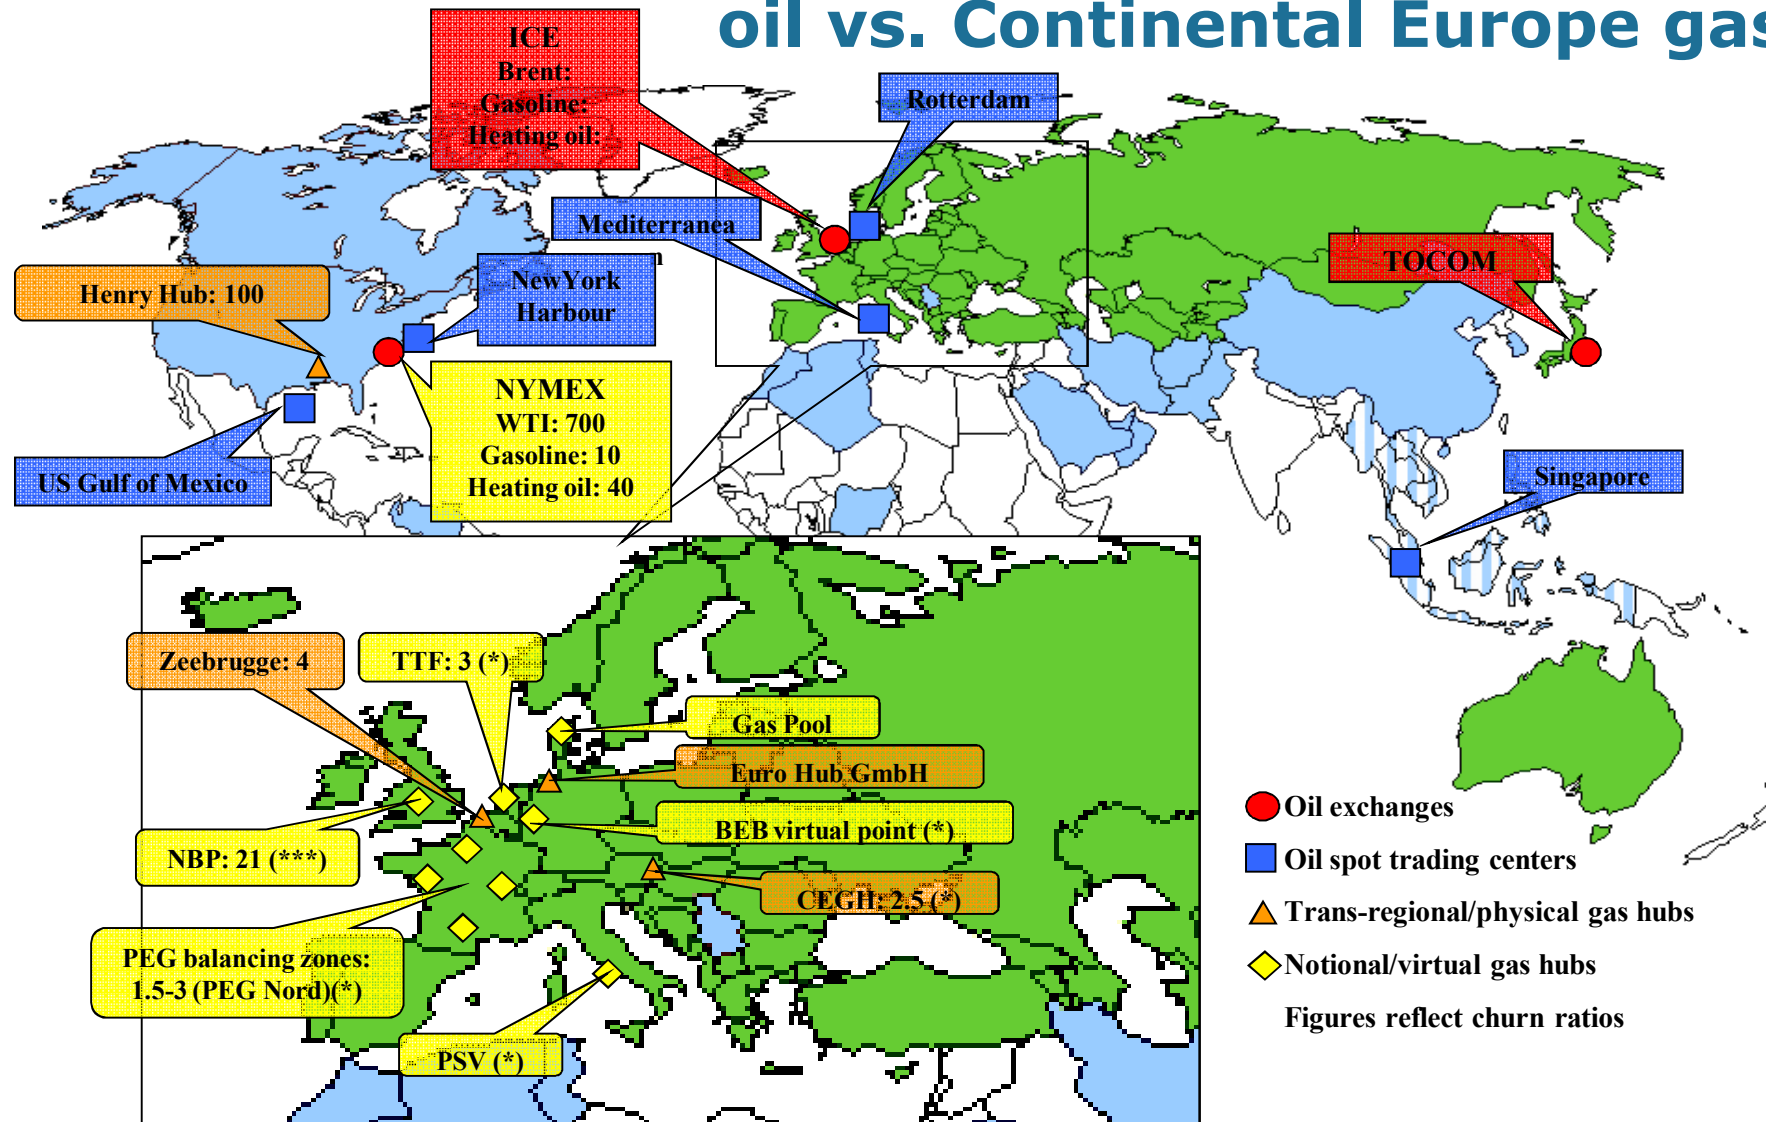 oil vs. Continental Europe gas
ICE
Brent:
Gasoline:
Heating oil:
Rotterdam
Mediterranea
n
NewYork
Harbour
Henry Hub: 100
TOCOM
NYMEX
WTI: 700
Gasoline: 10
Heating oil: 40
US Gulf of Mexico
Singapore
Zeebrugge: 4
TTF: 3 (*)
Gas Pool
Euro Hub GmbH
BEB virtual point (*)
NBP: 21 (***)
CEGH: 2.5 (*)
PEG balancing zones:
1.5-3 (PEG Nord)(*)
PSV (*)
Oil exchanges
Oil spot trading centers
Trans-regional/physical gas hubs
Notional/virtual gas hubs
Figures reflect churn ratios